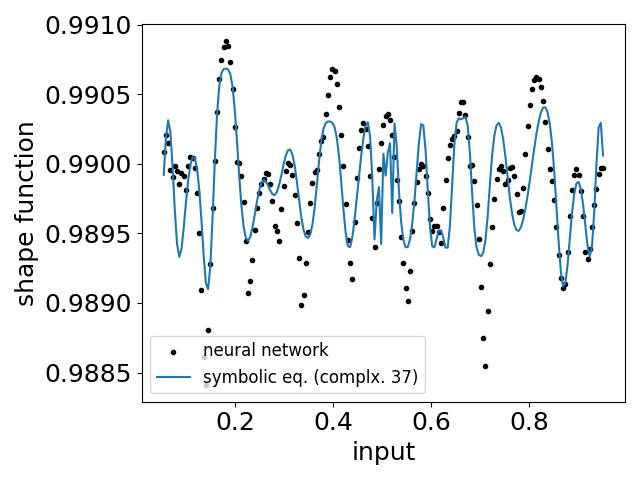 0.9910
0.9905
0.9900
0.9895
0.9890
0.9885
shape function
neural network
symbolic eq. (complx. 37)
0.2 0.4 0.6 0.8
input